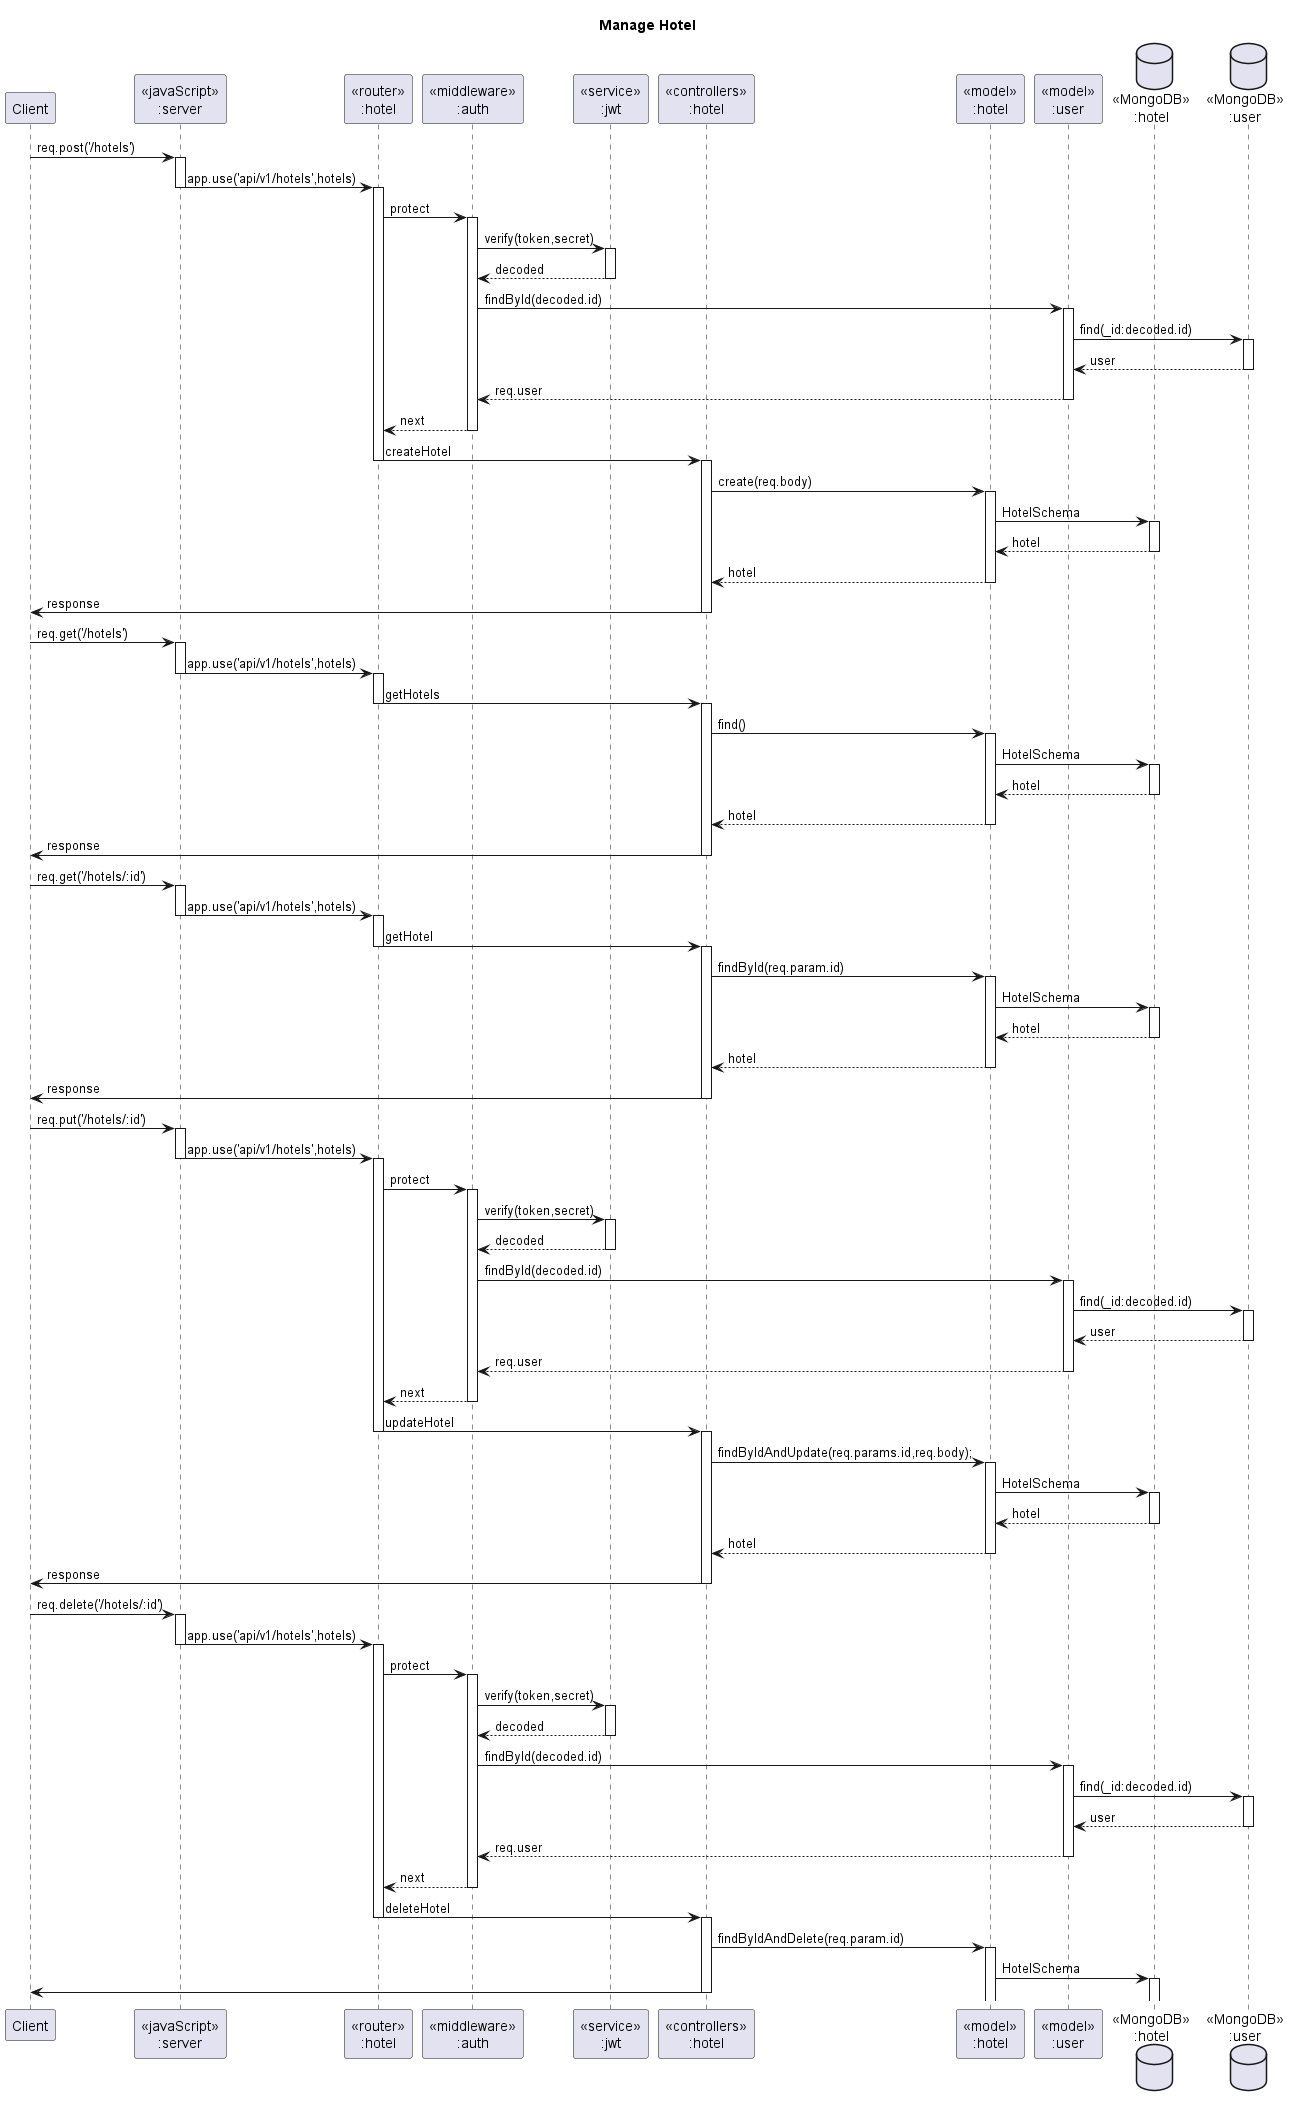 Manage Hotel
Client
«javaScript»
:server
«router»
:hotel
«middleware»
:auth
«service»
:jwt
«controllers»
:hotel
«model»
:hotel
«model»
:user
«MongoDB»
:hotel
«MongoDB»
:user
req.post('/hotels')
app.use('api/v1/hotels',hotels)
protect
verify(token,secret)
decoded
findById(decoded.id)
find(_id:decoded.id)
user
req.user
next
createHotel
create(req.body)
HotelSchema
hotel
hotel
response
req.get('/hotels')
app.use('api/v1/hotels',hotels)
getHotels
find()
HotelSchema
hotel
hotel
response
req.get('/hotels/:id')
app.use('api/v1/hotels',hotels)
getHotel
findById(req.param.id)
HotelSchema
hotel
hotel
response
req.put('/hotels/:id')
app.use('api/v1/hotels',hotels)
protect
verify(token,secret)
decoded
findById(decoded.id)
find(_id:decoded.id)
user
req.user
next
updateHotel
findByIdAndUpdate(req.params.id,req.body);
HotelSchema
hotel
hotel
response
req.delete('/hotels/:id')
app.use('api/v1/hotels',hotels)
protect
verify(token,secret)
decoded
findById(decoded.id)
find(_id:decoded.id)
user
req.user
next
deleteHotel
findByIdAndDelete(req.param.id)
HotelSchema
Client
«javaScript»
:server
«router»
:hotel
«middleware»
:auth
«service»
:jwt
«controllers»
:hotel
«model»
:hotel
«model»
:user
«MongoDB»
:hotel
«MongoDB»
:user